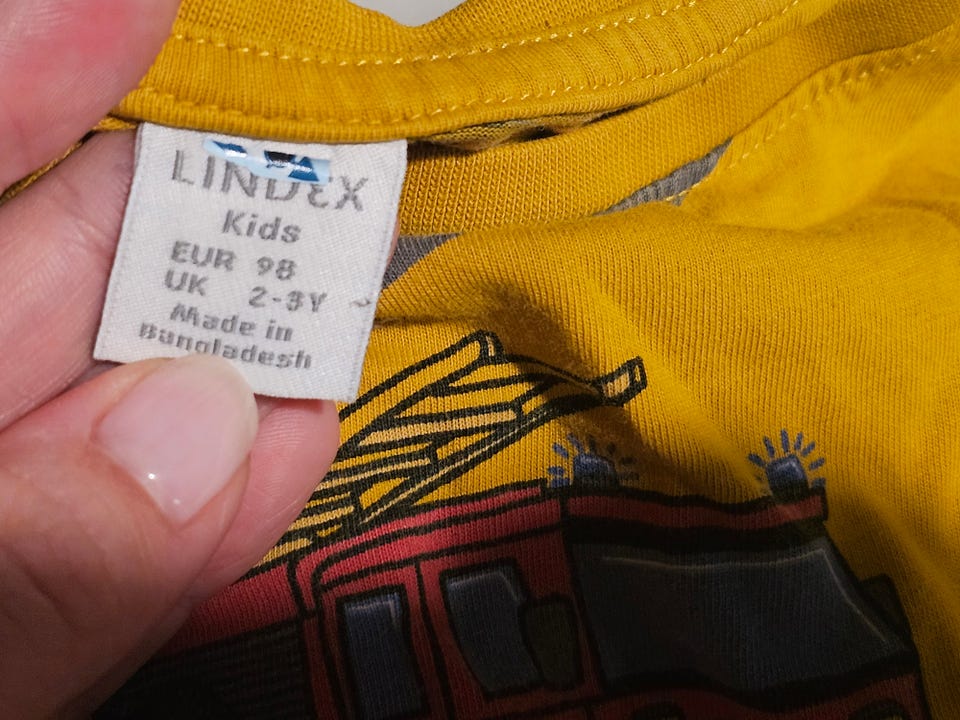 LINDEX
Kids
EUR 98
UK 2-3Y
Made in
Bangladesh